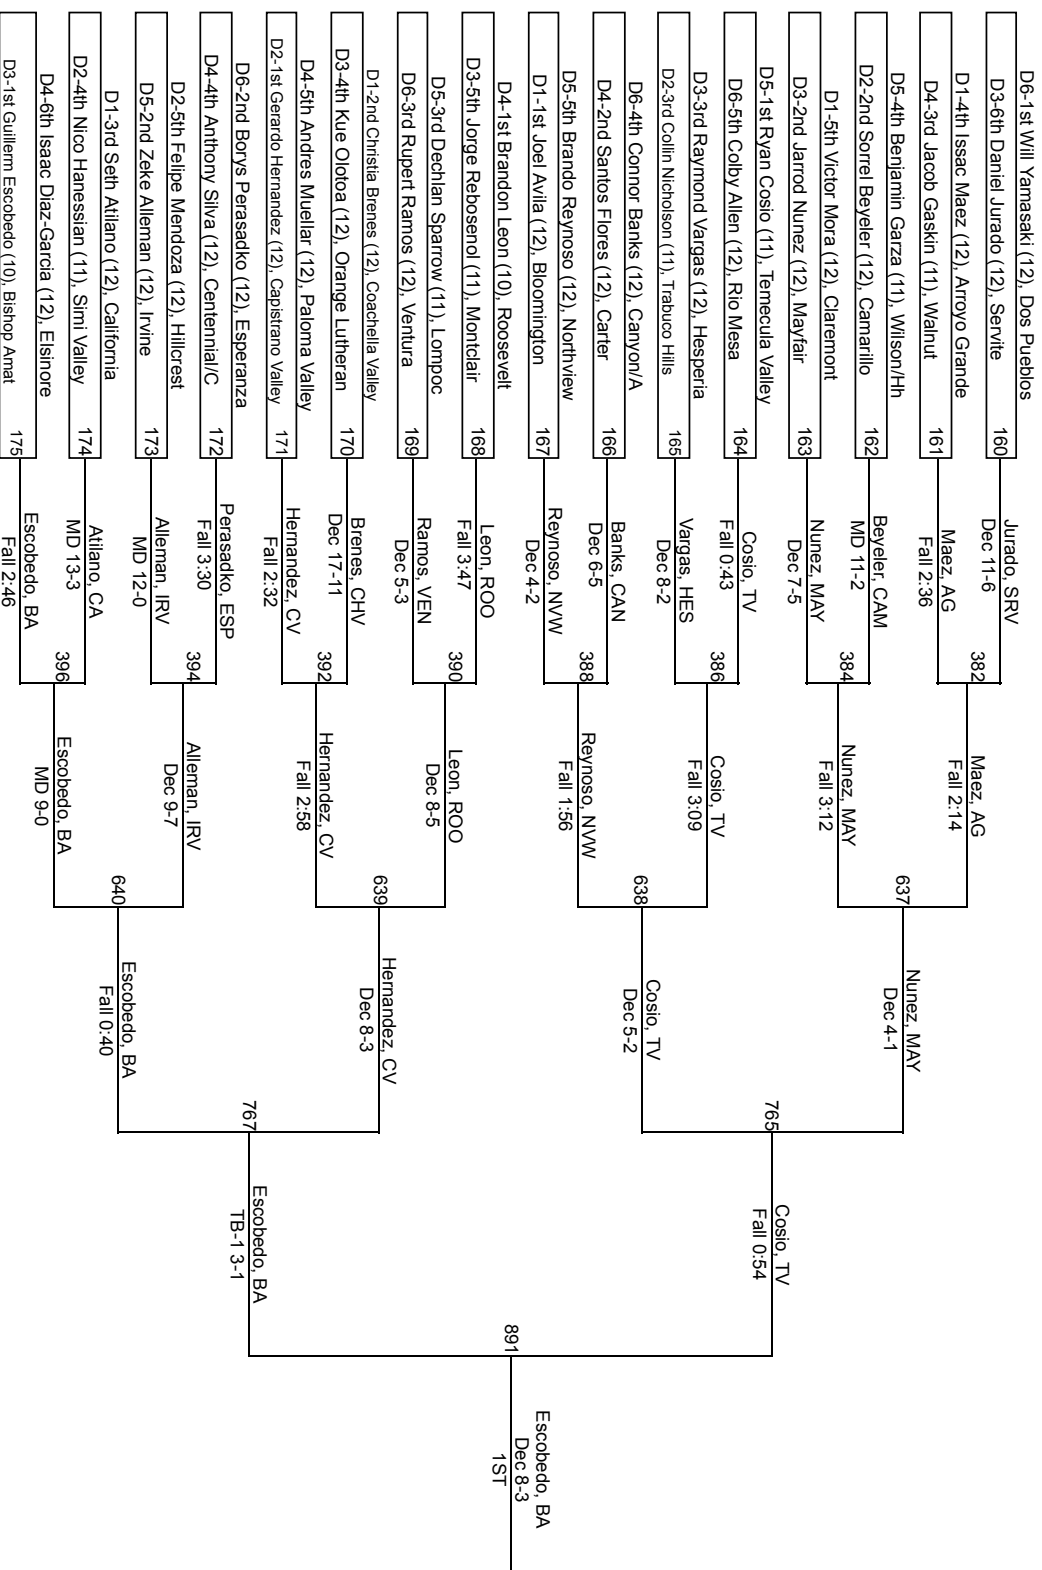 D6-1st Will Yamasaki (12), Dos Pueblos
160
D3-6th Daniel Jurado (12), Servite
D1-4th Issac Maez (12), Arroyo Grande
161
D4-3rd Jacob Gaskin (11), Walnut
D5-4th Benjamin Garza (11), Wilson/Hh
162
D2-2nd Sorrel Beyeler (12), Camarillo
D1-5th Victor Mora (12), Claremont
163
D3-2nd Jarrod Nunez (12), Mayfair
D5-1st Ryan Cosio (11), Temecula Valley
164
D6-5th Colby Allen (12), Rio Mesa
D3-3rd Raymond Vargas (12), Hesperia
165
D2-3rd Collin Nicholson (11), Trabuco Hills
D6-4th Connor Banks (12), Canyon/A
166
D4-2nd Santos Flores (12), Carter
D5-5th Brando Reynoso (12), Northview
167
D1-1st Joel Avila (12), Bloomington
D4-1st Brandon Leon (10), Roosevelt
168
D3-5th Jorge Rebosenol (11), Montclair
D5-3rd Dechlan Sparrow (11), Lompoc
169
D6-3rd Rupert Ramos (12), Ventura
D1-2nd Christia Brenes (12), Coachella Valley
170
D3-4th Kue Olotoa (12), Orange Lutheran
D4-5th Andres Muellar (12), Paloma Valley
171
D2-1st Gerardo Hernandez (12), Capistrano Valley
D6-2nd Borys Perasadko (12), Esperanza
172
D4-4th Anthony Silva (12), Centennial/C
D2-5th Felipe Mendoza (12), Hillcrest
173
D5-2nd Zeke Alleman (12), Irvine
D1-3rd Seth Atilano (12), California
174
D2-4th Nico Hanessian (11), Simi Valley
D4-6th Isaac Diaz-Garcia (12), Elsinore
175
D3-1st Guillerm Escobedo (10), Bishop Amat
Jurado, SRV
Dec 11-6
382
Maez, AG
Fall 2:36
Beyeler, CAM
MD 11-2
384
Nunez, MAY
Dec 7-5
Cosio, TV
Fall 0:43
386
Vargas, HES
Dec 8-2
Banks, CAN
Dec 6-5
388
Reynoso, NVW
Dec 4-2
Leon, ROO
Fall 3:47
390
Ramos, VEN
Dec 5-3
Brenes, CHV
Dec 17-11
392
Hernandez, CV
Fall 2:32
Perasadko, ESP
Fall 3:30
394
Alleman, IRV
MD 12-0
Atilano, CA
MD 13-3
396
Escobedo, BA
Fall 2:46
Maez, AG
Fall 2:14
637
Nunez, MAY
Fall 3:12
Cosio, TV
Fall 3:09
638
Reynoso, NVW
Fall 1:56
Leon, ROO
Dec 8-5
639
Hernandez, CV
Fall 2:58
Alleman, IRV
Dec 9-7
640
Escobedo, BA
MD 9-0
Nunez, MAY
Dec 4-1
765
Cosio, TV
Dec 5-2
Hernandez, CV
Dec 8-3
767
Escobedo, BA
Fall 0:40
Cosio, TV
Fall 0:54
891
Escobedo, BA
TB-1 3-1
Escobedo, BA
Dec 8-3
1ST